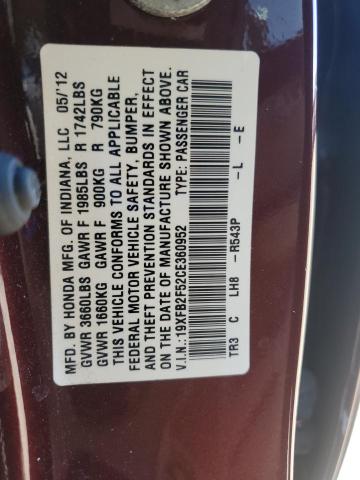 MFD. BY HONDA MFG. OF INDIANA, LLC 05/'12
GVWR 3660LBS GAWR F 1985LBS R 1742LBS
GVWR 1660KG GAWR F 900KG R 790KG
THIS VEHICLE CONFORMS TO ALL APPLICABLE
FEDERAL MOTOR VEHICLE SAFETY, BUMPER,
AND THEFT PREVENTION STANDARDS IN EFFECT
ON THE DATE OF MANUFACTURE SHOWN ABOVE.
V.I.N.: 19XFB2F52CE360952 TYPE: PASSENGER CAR
TR3 C LH8 - R543P - L - E